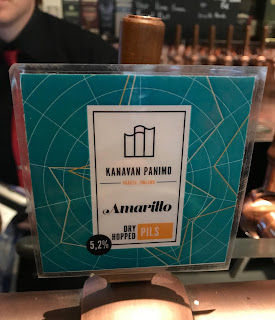 KANAVAN PANIMO
Amarillo
DRY
HOPPED PILS
5,2%